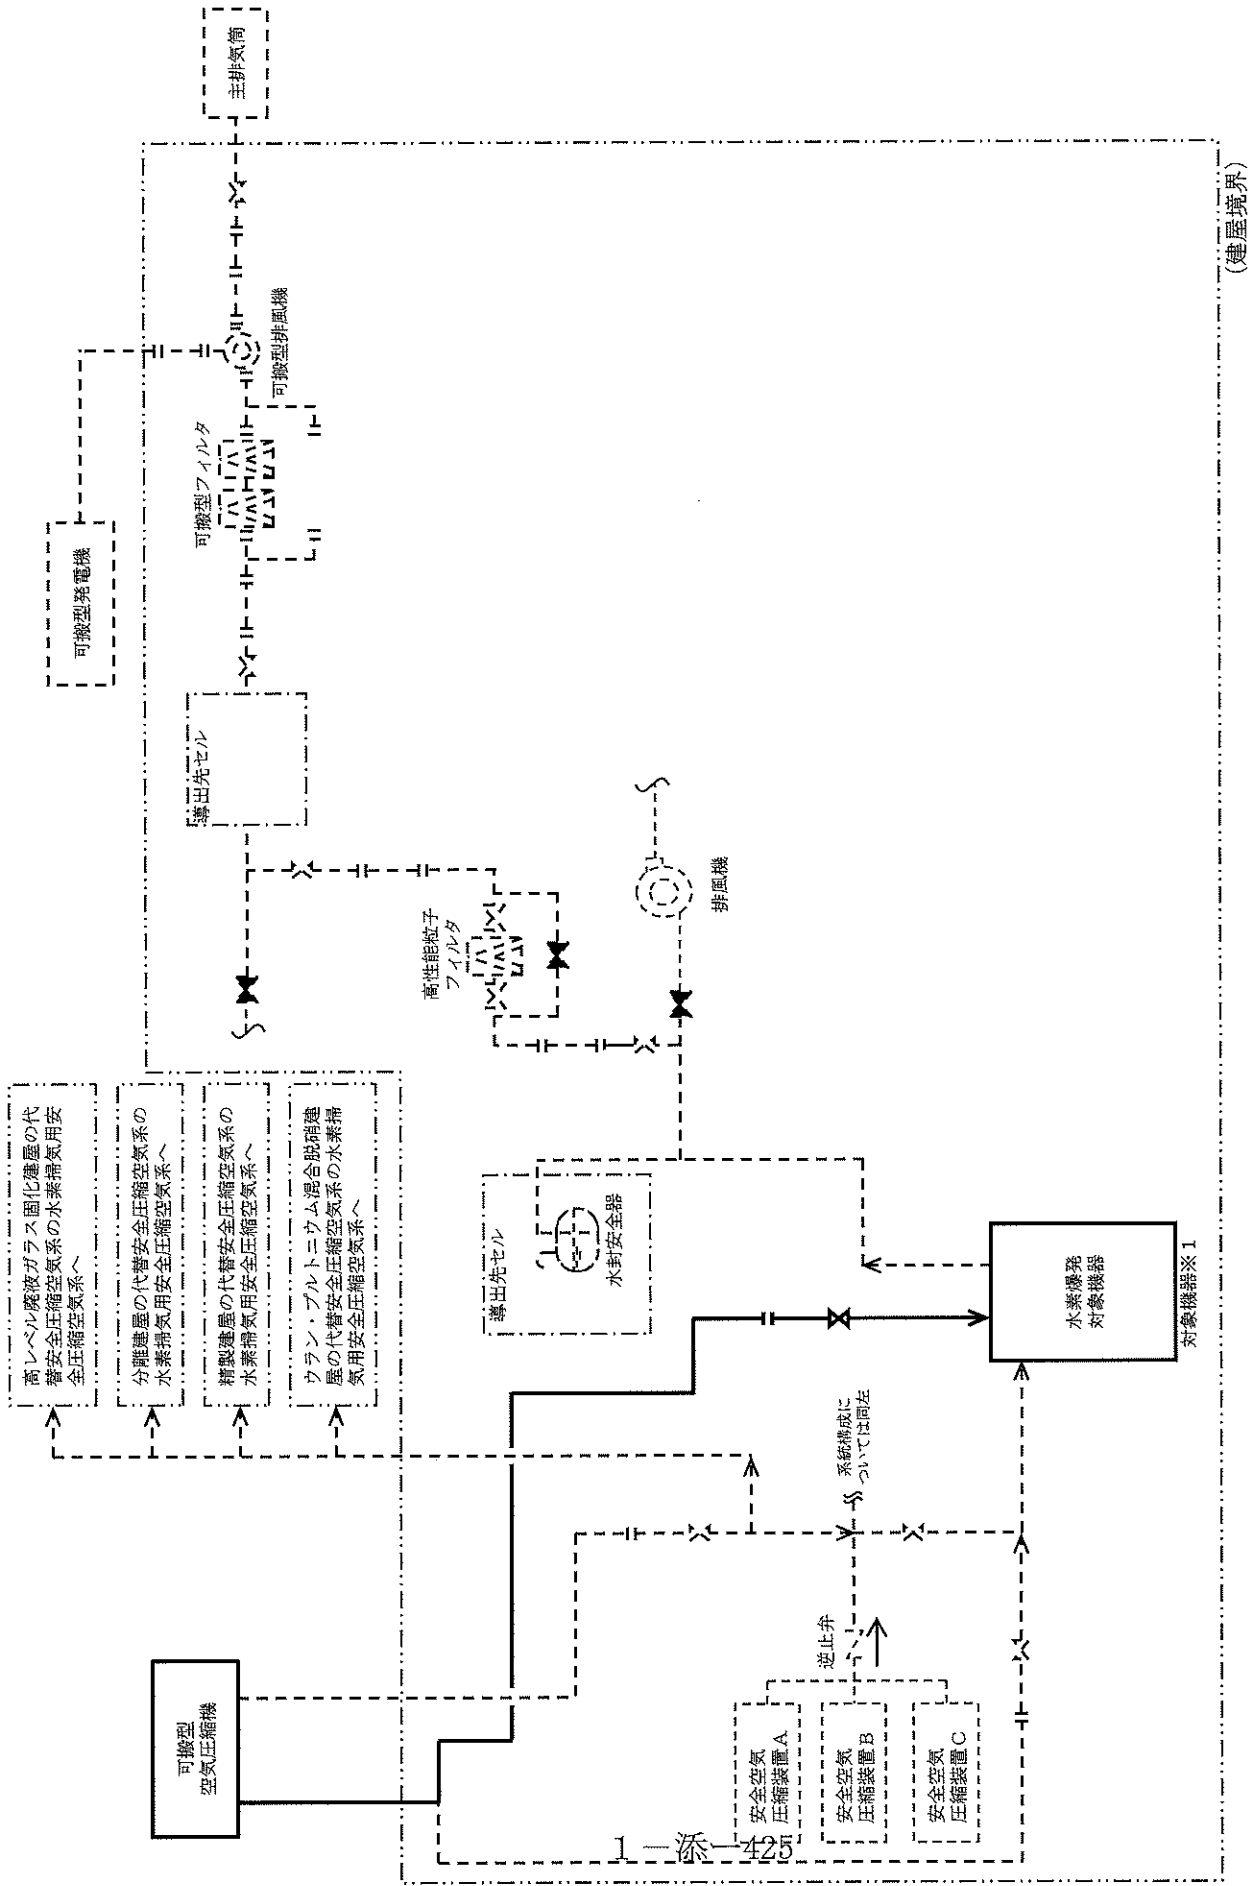 高レベル廃液ガラス固化建屋の代
替安全圧縮空気系の水素掃気用安
全圧縮空気系へ
分離建屋の代替安全圧縮空気系の
水素掃気用安全圧縮空気系へ
精製建屋の代替安全圧縮空気系の
水素掃気用安全圧縮空気系へ
ウラン・プルトニウム混合脱硝建
屋の代替安全圧縮空気系の水素掃
気用安全圧縮空気系へ
可搬型発電機
主排気筒
可搬型フィルタ
可搬型排風機
導出先セル
高性能粒子
フィルタ
排風機
導出先セル
水封安全器
可搬型
空気圧縮機
系統構成に
ついては同左
逆止弁
安全空気
圧縮装置A
安全空気
圧縮装置B
安全空気
圧縮装置C
水素爆発
対象機器
対象機器※1
(建屋境界)
1-添-425